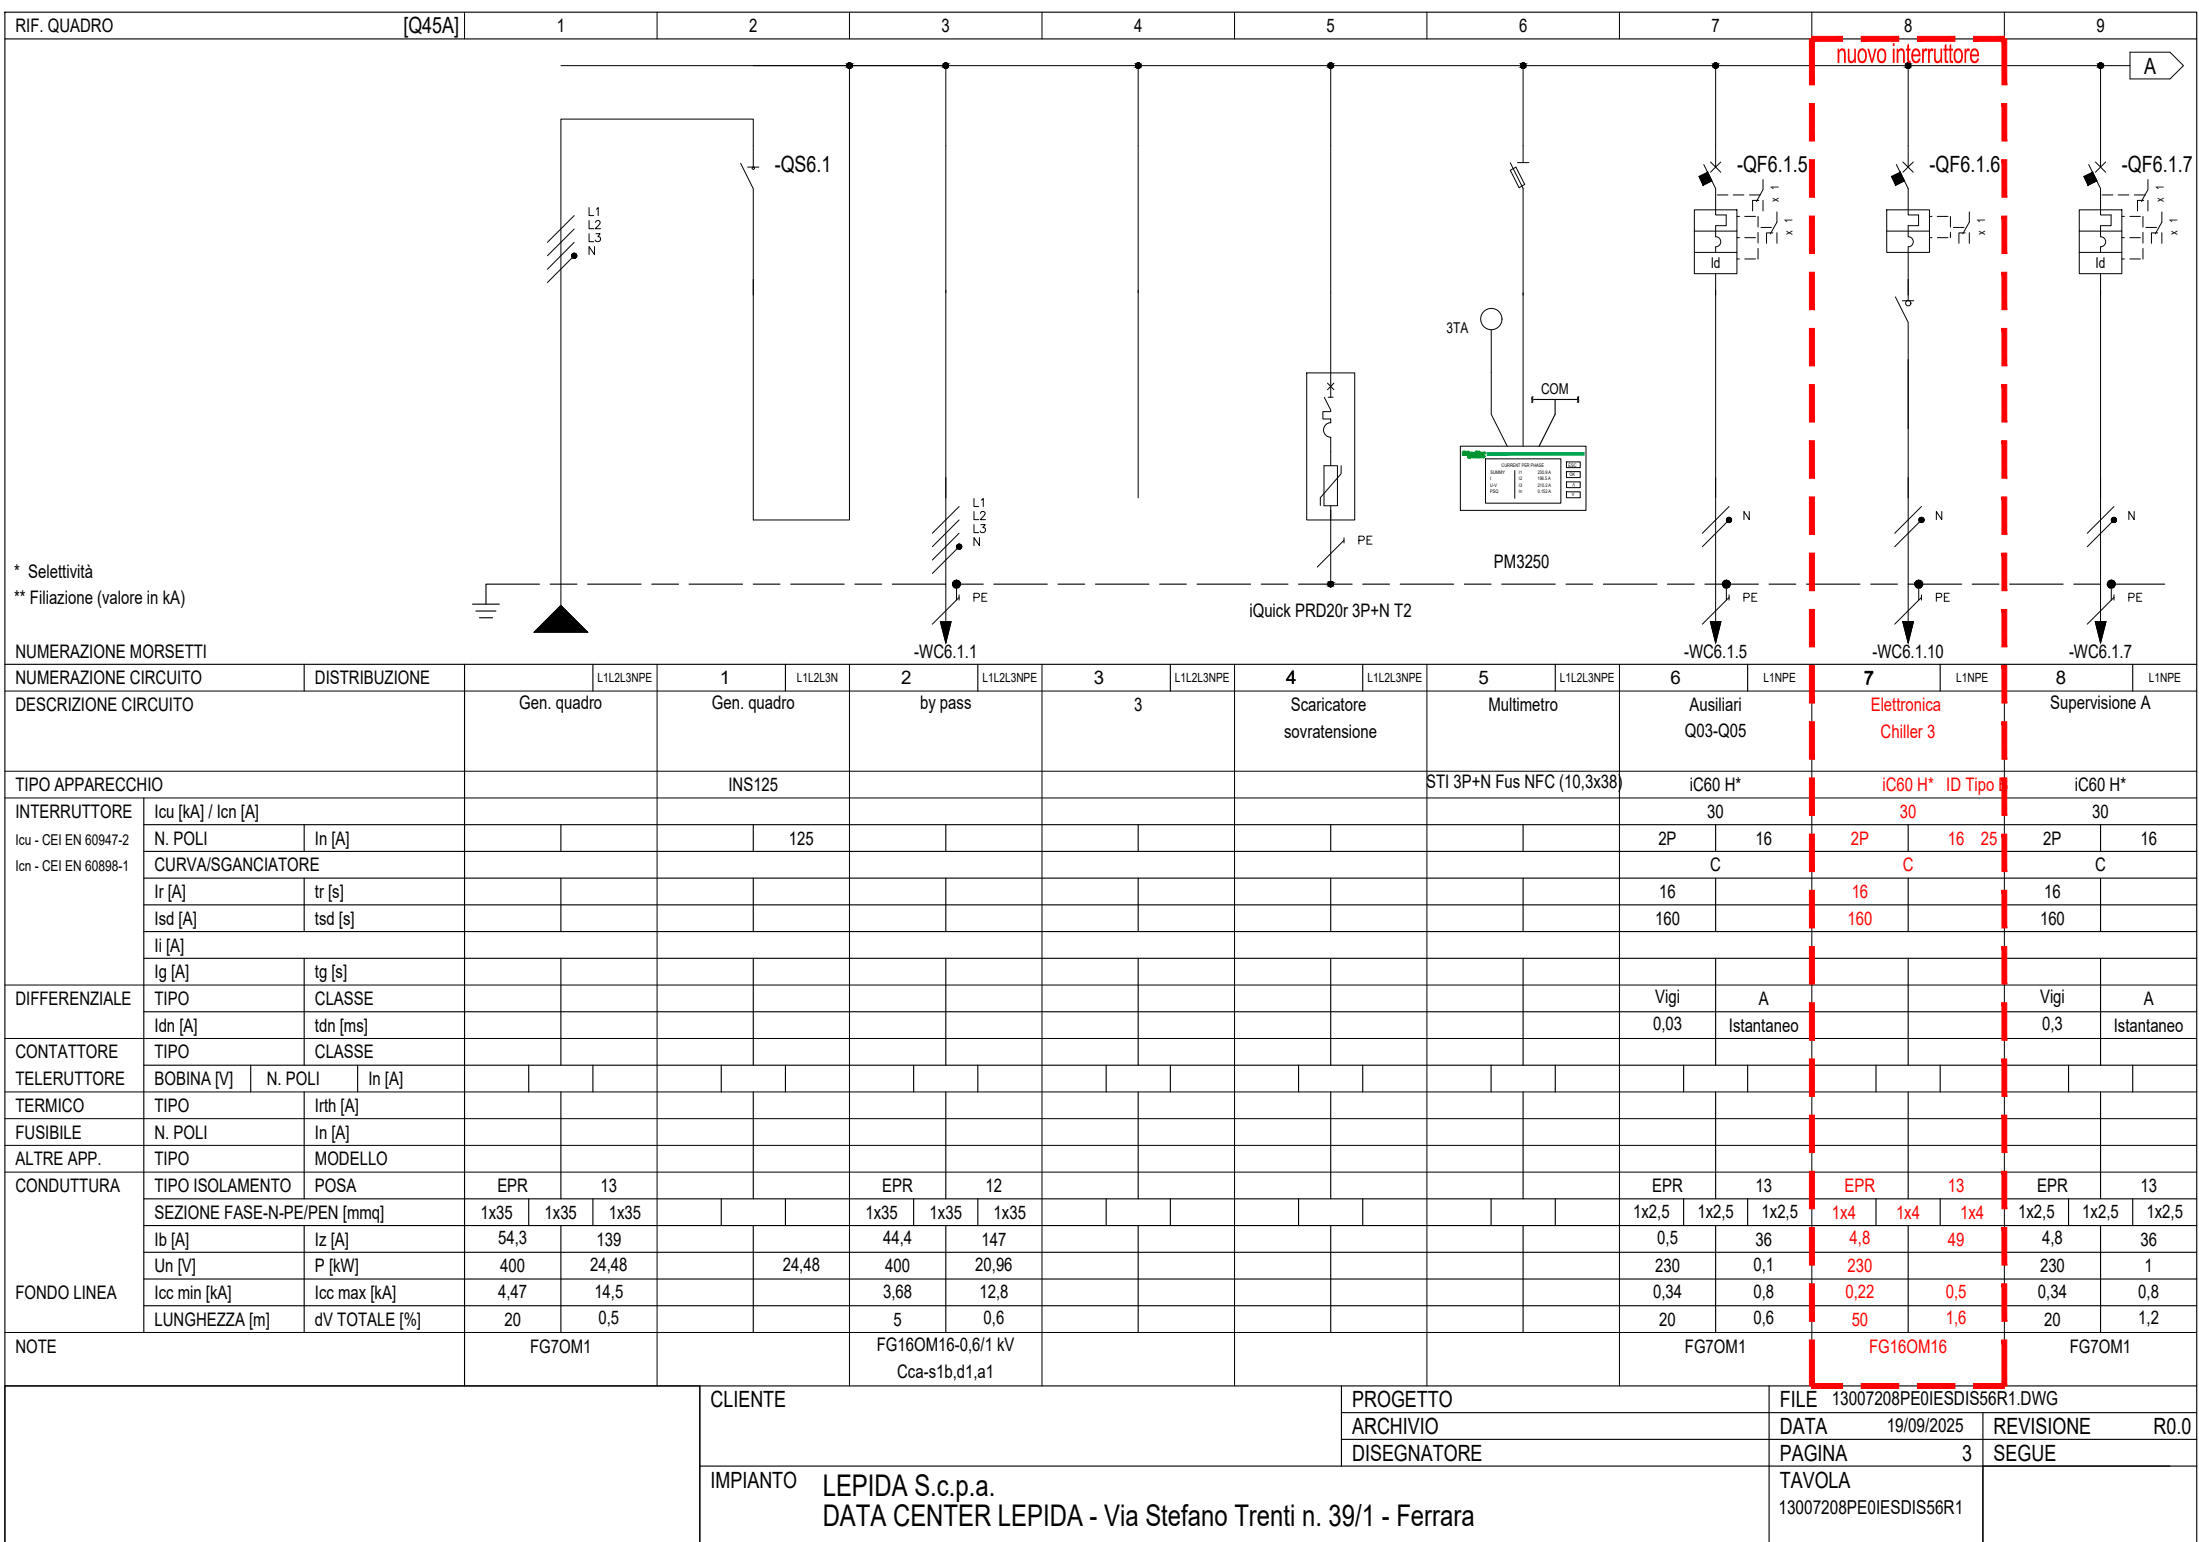 RIF. QUADRO [Q45A] 1 2 3 4 5 6 7 8 9
nuovo interruttore
A
-QS6.1 -QF6.1.5 -QF6.1.6 -QF6.1.7
L1
L2
L3
N
Id Id
3TA
COM
CURRENT PER PHASE
L1
L2
L3
N
N N N
PE
PM3250
* Selettività
** Filiazione (valore in kA)
PE PE PE PE
iQuick PRD20r 3P+N T2
NUMERAZIONE MORSETTI -WC6.1.1 -WC6.1.5 -WC6.1.10 -WC6.1.7
NUMERAZIONE CIRCUITO DISTRIBUZIONE L1L2L3NPE 1 L1L2L3N 2 L1L2L3NPE 3 L1L2L3NPE 4 L1L2L3NPE 5 L1L2L3NPE 6 L1NPE 7 L1NPE 8 L1NPE
DESCRIZIONE CIRCUITO Gen. quadro Gen. quadro by pass 3 Scaricatore Multimetro Ausiliari Elettronica Supervisione A
sovratensione Q03-Q05 Chiller 3
TIPO APPARECCHIO INS125 STI 3P+N Fus NFC (10,3x38) iC60 H* iC60 H* ID Tipo iC60 H*
INTERRUTTORE Icu [kA] / Icn [A] 30 30 30
Icu - CEI EN 60947-2 N. POLI In [A] 125 2P 16 2P 16 25 2P 16
Icn - CEI EN 60898-1 CURVA/SGANCIATORE C C C
Ir [A] tr [s] 16 16 16
Isd [A] tsd [s] 160 160 160
Ii [A]
Ig [A] tg [s]
DIFFERENZIALE TIPO CLASSE Vigi A Vigi A
Idn [A] tdn [ms] 0,03 Istantaneo 0,3 Istantaneo
CONTATTORE TIPO CLASSE
TELERUTTORE BOBINA [V] N. POLI In [A]
TERMICO TIPO Irth [A]
FUSIBILE N. POLI In [A]
ALTRE APP. TIPO MODELLO
CONDUTTURA TIPO ISOLAMENTO POSA EPR 13 EPR 12 EPR 13 EPR 13 EPR 13
SEZIONE FASE-N-PE/PEN [mmq] 1x35 1x35 1x35 1x35 1x35 1x35 1x2,5 1x2,5 1x2,5 1x4 1x4 1x4 1x2,5 1x2,5 1x2,5
Ib [A] Iz [A] 54,3 139 44,4 147 0,5 36 4,8 49 4,8 36
Un [V] P [kW] 400 24,48 24,48 400 20,96 230 0,1 230 230 1
FONDO LINEA Icc min [kA] Icc max [kA] 4,47 14,5 3,68 12,8 0,34 0,8 0,22 0,5 0,34 0,8
LUNGHEZZA [m] dV TOTALE [%] 20 0,5 5 0,6 20 0,6 50 1,6 20 1,2
NOTE FG7OM1 FG16OM16-0,6/1 kV FG7OM1 FG16OM16 FG7OM1
Cca-s1b,d1,a1
CLIENTE PROGETTO FILE 13007208PE0IESDIS56R1.DWG
ARCHIVIO DATA 19/09/2025 REVISIONE R0.0
DISEGNATORE PAGINA 3 SEGUE
IMPIANTO LEPIDA S.c.p.a. TAVOLA
DATA CENTER LEPIDA - Via Stefano Trenti n. 39/1 - Ferrara 13007208PE0IESDIS56R1